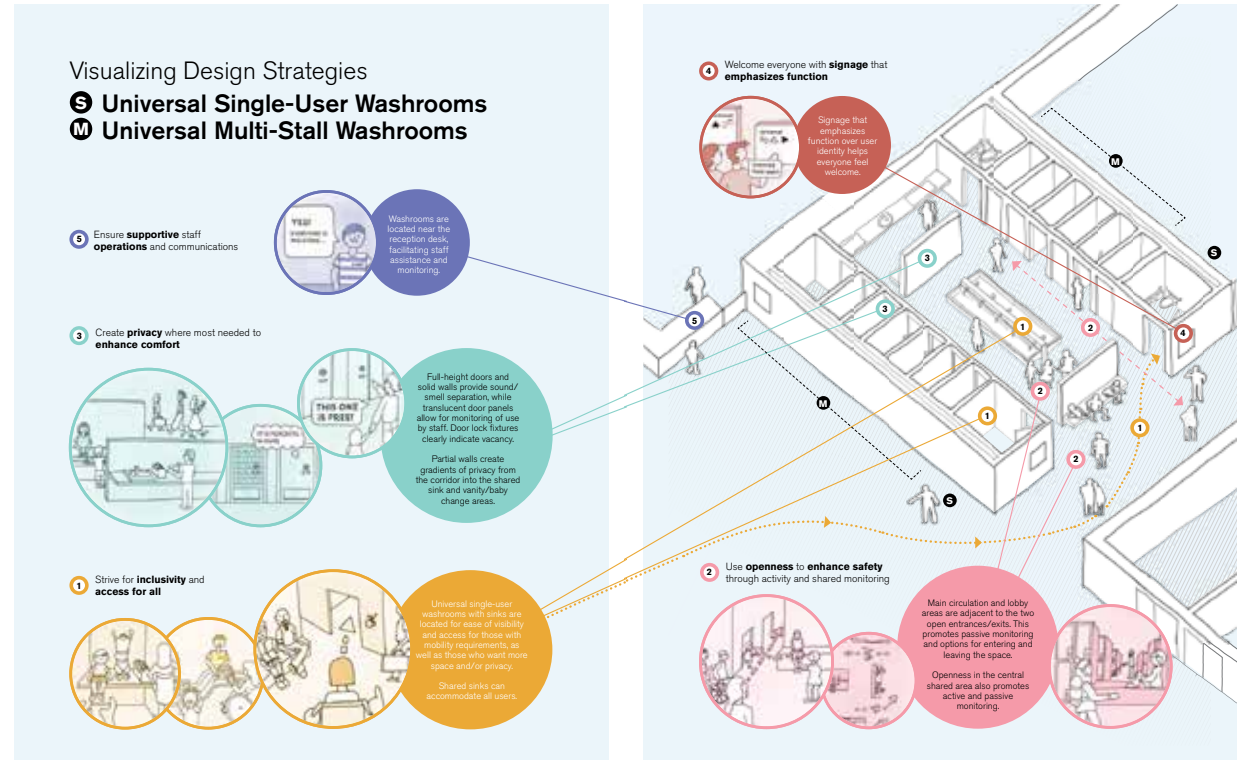 Visualizing Design Strategies
S Universal Single-User Washrooms
M Universal Multi-Stall Washrooms
5 Ensure supportive staff
operations and communications
YES!
Washrooms are
located near the
reception desk,
facilitating staff
assistance and
monitoring.
3 Create privacy where most needed to
enhance comfort
THIS ONE
IS FREE!
Full-height doors and
solid walls provide sound/
smell separation, while
translucent door panels
allow for monitoring of use
by staff. Door lock fixtures
clearly indicate vacancy.
Partial walls create
gradients of privacy from
the corridor into the shared
sink and vanity/baby
change areas.
1 Strive for inclusivity and
access for all
Universal single-user
washrooms with sinks are
located for ease of visibility
and access for those with
mobility requirements, as
well as those who want more
space and/or privacy.
Shared sinks can
accommodate all users.
4 Welcome everyone with signage that
emphasizes function
Signage that
emphasizes
function over user
identity helps
everyone feel
welcome.
M
S
3
3
5
1
2
4
2
1
M
1
2
S
2 Use openness to enhance safety
through activity and shared monitoring
Main circulation and lobby
areas are adjacent to the two
open entrances/exits. This
promotes passive monitoring
and options for entering and
leaving the space.
Openness in the central
shared area also promotes
active and passive
monitoring.